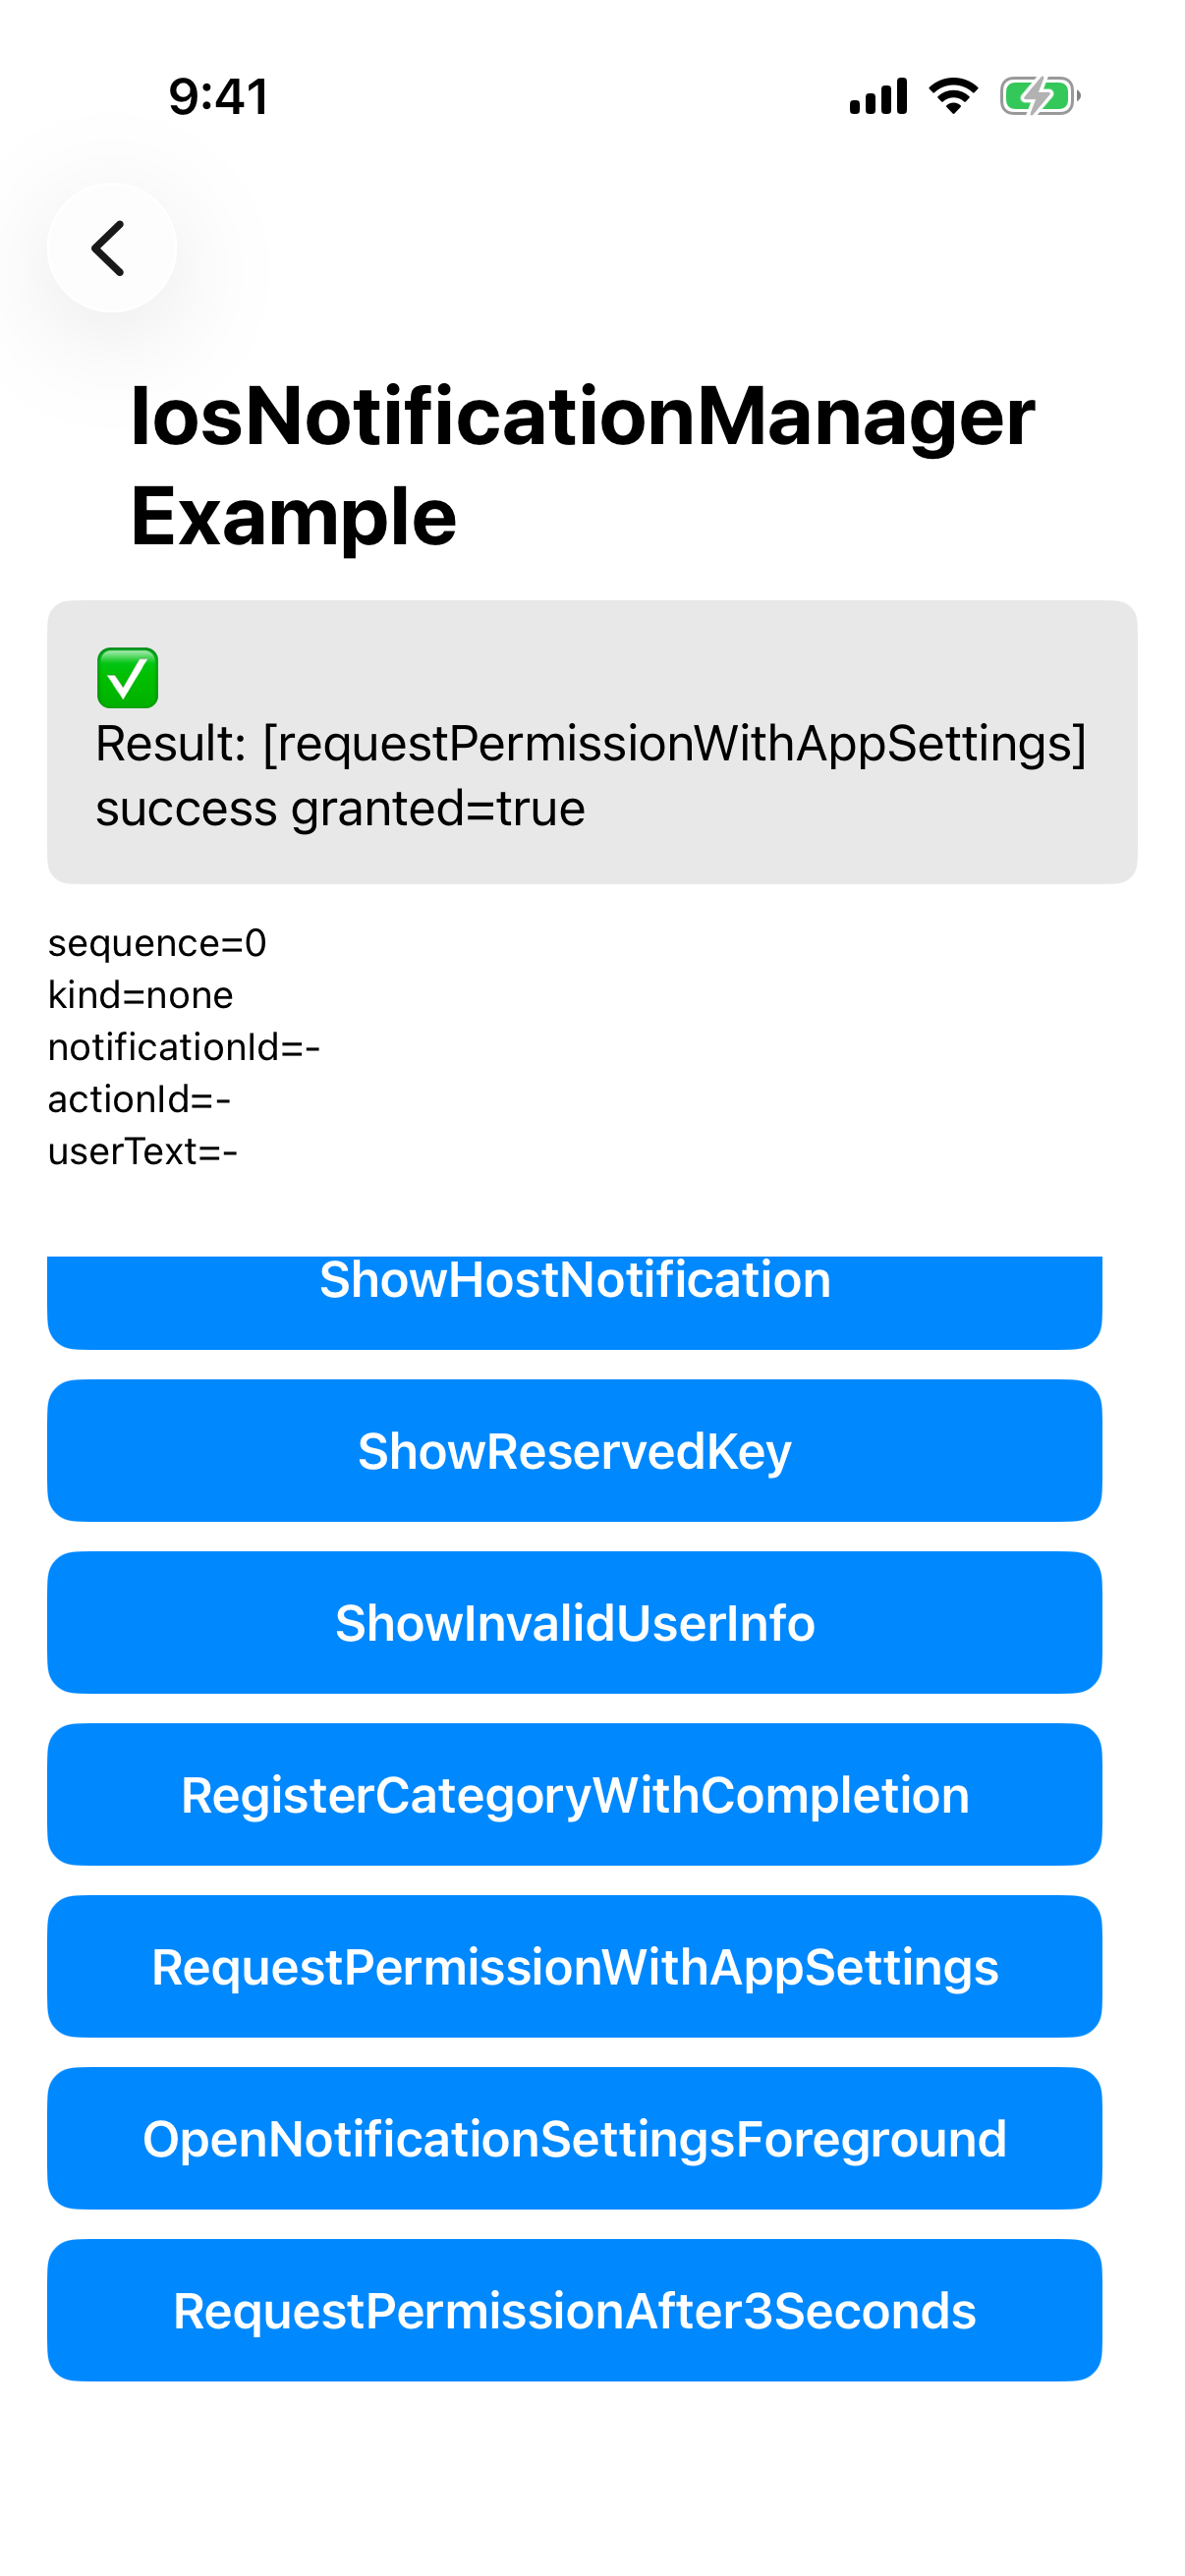 9:41
IosNotificationManager
Example
✅
Result: [requestPermissionWithAppSettings]
success granted=true
sequence=0
kind=none
notificationId=-
actionId=-
userText=-
ShowHostNotification
ShowReservedKey
ShowInvalidUserInfo
RegisterCategoryWithCompletion
RequestPermissionWithAppSettings
OpenNotificationSettingsForeground
RequestPermissionAfter3Seconds